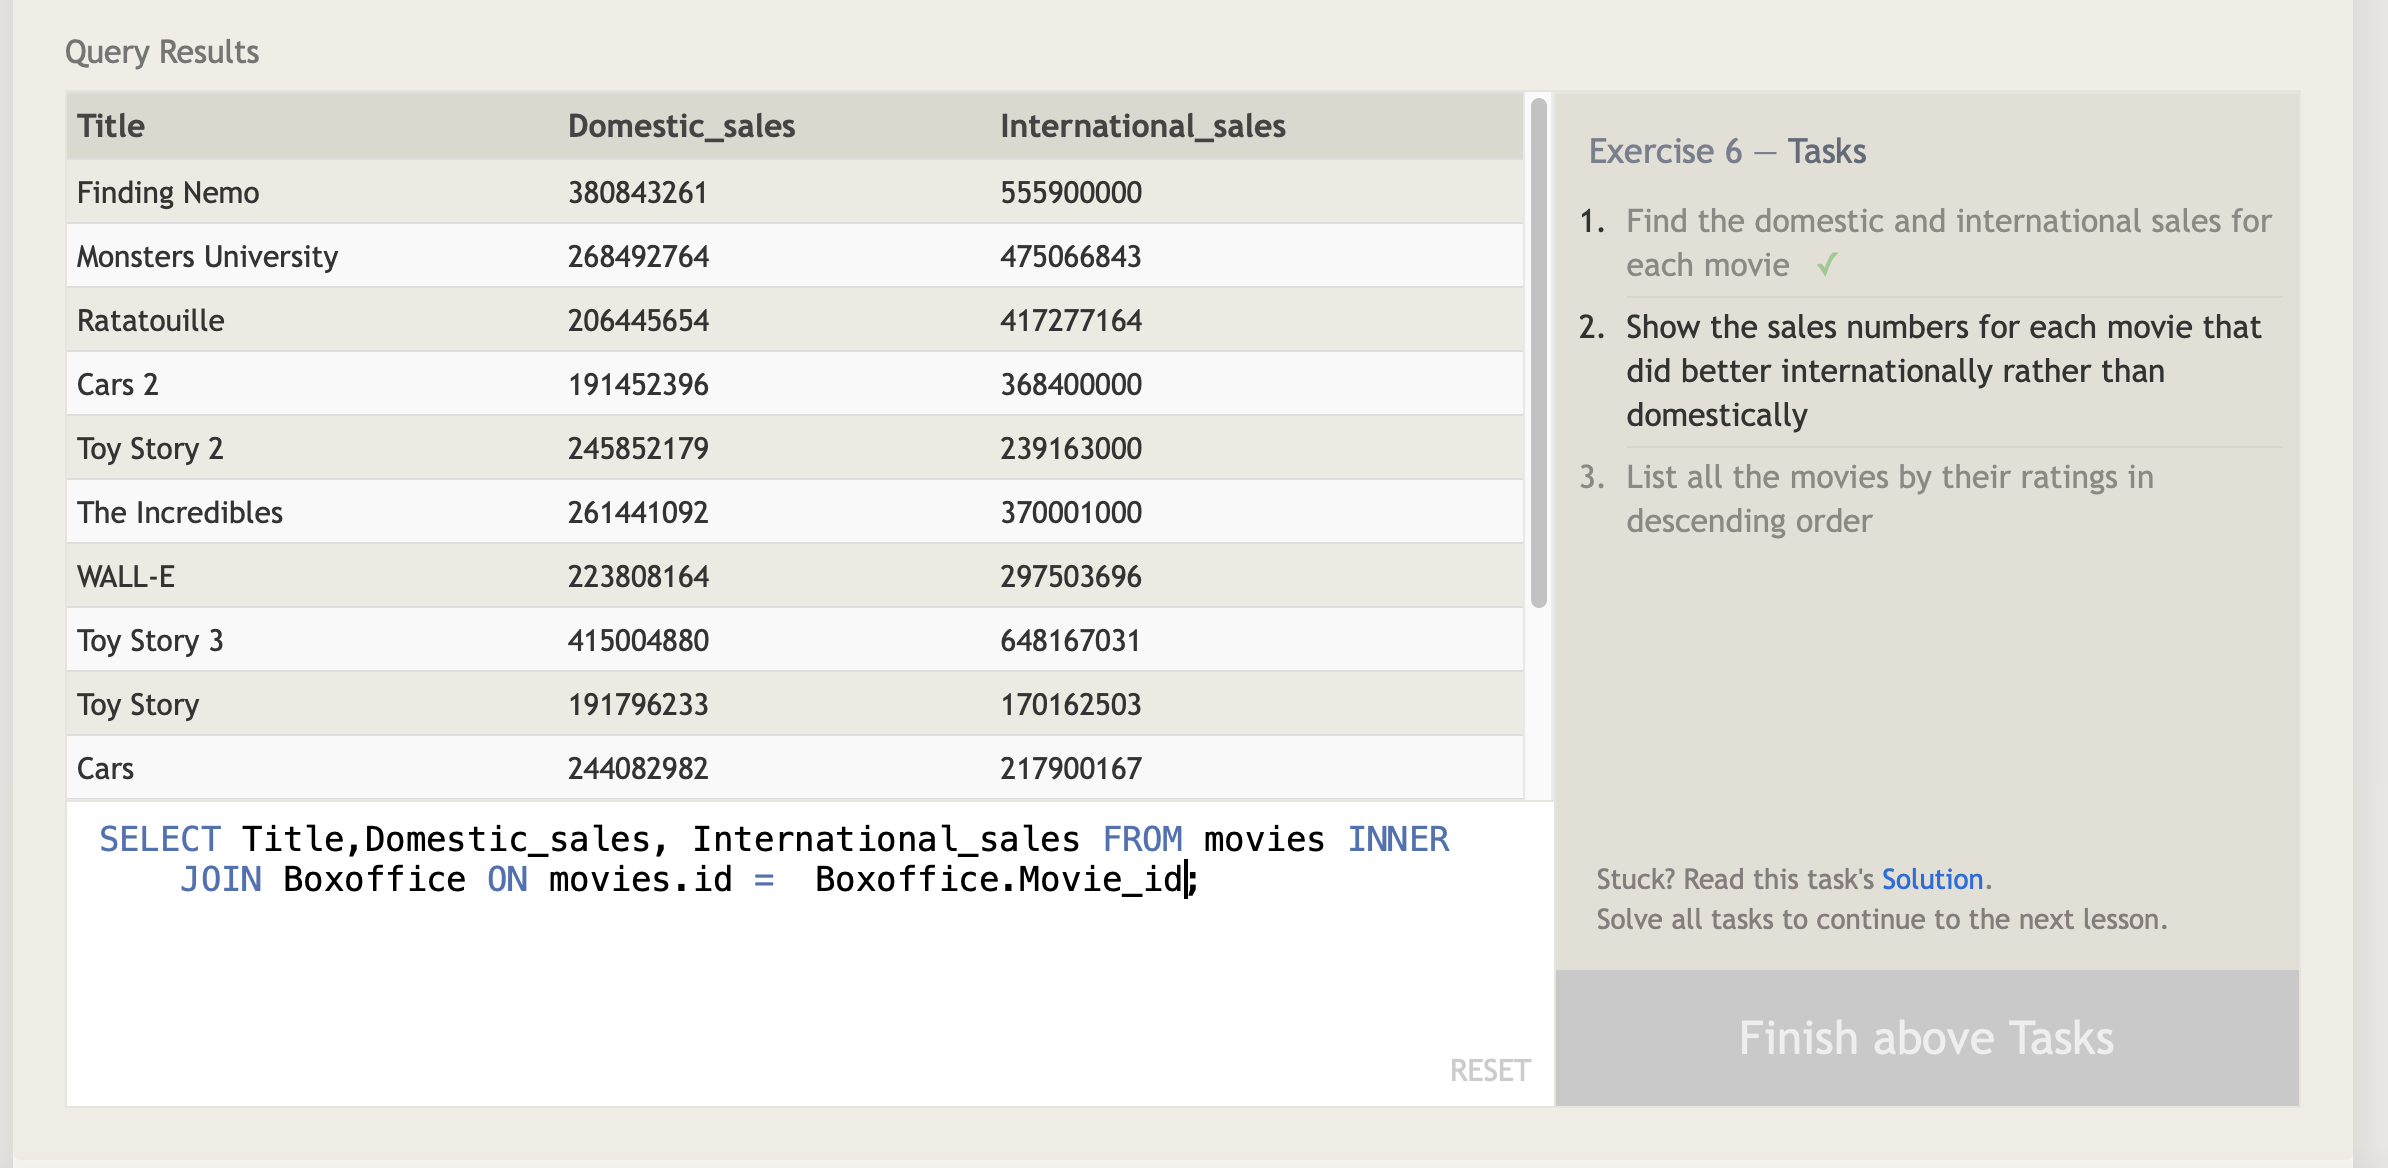 Query Results
Title Domestic_sales International_sales
Finding Nemo 380843261 555900000
Monsters University 268492764 475066843
Ratatouille 206445654 417277164
Cars 2 191452396 368400000
Toy Story 2 245852179 239163000
The Incredibles 261441092 370001000
WALL-E 223808164 297503696
Toy Story 3 415004880 648167031
Toy Story 191796233 170162503
Cars 244082982 217900167
SELECT Title,Domestic_sales, International_sales FROM movies INNER
JOIN Boxoffice ON movies.id =  Boxoffice.Movie_id;
RESET
Exercise 6 — Tasks
1. Find the domestic and international sales for
each movie ✓
2. Show the sales numbers for each movie that
did better internationally rather than
domestically
3. List all the movies by their ratings in
descending order
Stuck? Read this task's Solution.
Solve all tasks to continue to the next lesson.
Finish above Tasks